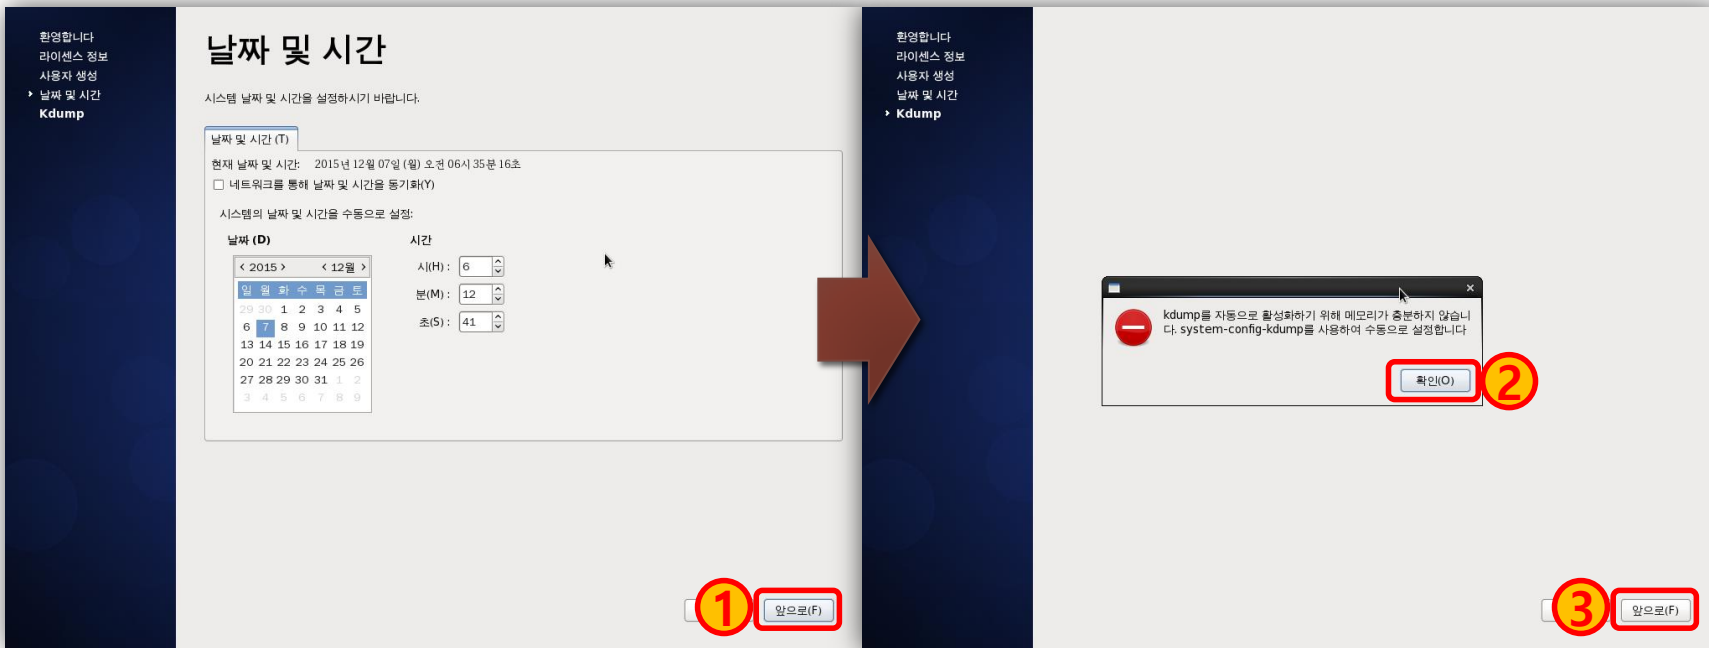 환영합니다
라이센스 정보
사용자 생성
날짜 및 시간
Kdump
날짜 및 시간
시스템 날짜 및 시간을 설정하시기 바랍니다.
날짜 및 시간 (T)
현재 날짜 및 시간: 2015년 12월 07일 (월) 오전 06시 35분 16초
네트워크를 통해 날짜 및 시간을 동기화(Y)
시스템의 날짜 및 시간을 수동으로 설정:
날짜 (D)
< 2015 > < 12월 >
일 월 화 수 목 금 토
29 30 1 2 3 4 5
6 7 8 9 10 11 12
13 14 15 16 17 18 19
20 21 22 23 24 25 26
27 28 29 30 31 1 2
3 4 5 6 7 8 9
시간
시(H) : 6
분(M) : 12
초(S) : 41
1 앞으로(F)
환영합니다
라이센스 정보
사용자 생성
날짜 및 시간
Kdump
kdump를 자동으로 활성화하기 위해 메모리가 충분하지 않습니
다. system-config-kdump를 사용하여 수동으로 설정합니다
확인(O) 2
3 앞으로(F)